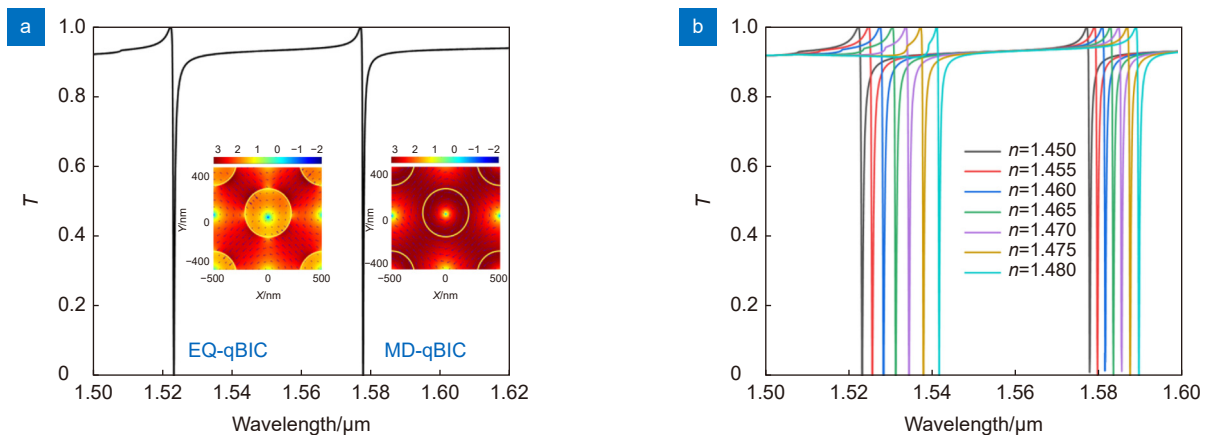 a
1.0
0.8
0.6
0.4
0.2
0
T
1.50
1.52
1.54
1.56
1.58
1.60
1.62
Wavelength/μm
EQ-qBIC
MD-qBIC
3 2 1 0 −1 −2
400
200
0
−200
−400
Y/nm
−500 0 500
X/nm
3 2 1 0 −1 −2
400
200
0
−200
−400
Y/nm
−500 0 500
X/nm
b
1.0
0.8
0.6
0.4
0.2
0
T
n=1.450
n=1.455
n=1.460
n=1.465
n=1.470
n=1.475
n=1.480
1.50
1.52
1.54
1.56
1.58
1.60
Wavelength/μm